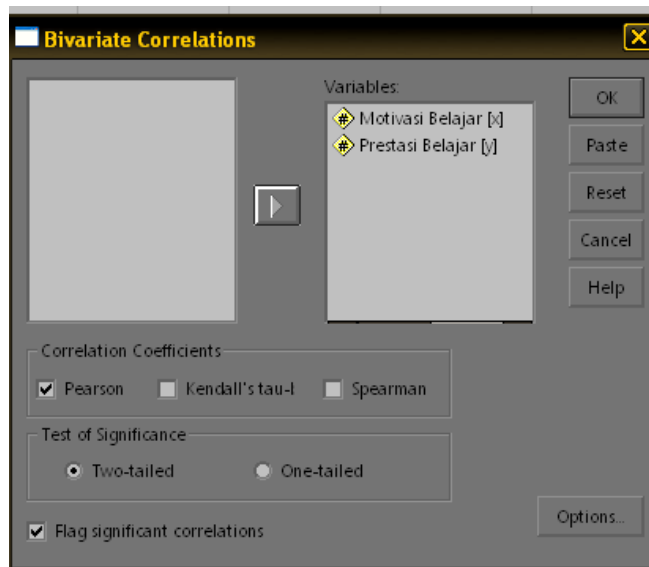 Bivariate Correlations
Variables:
Motivasi Belajar [x]
Prestasi Belajar [y]
OK
Paste
Reset
Cancel
Help
Correlation Coefficients
Pearson Kendall's tau-b Spearman
Test of Significance
Two-tailed One-tailed
Flag significant correlations
Options...